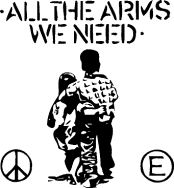 ·ALL THE ARMS
WE NEED·
E